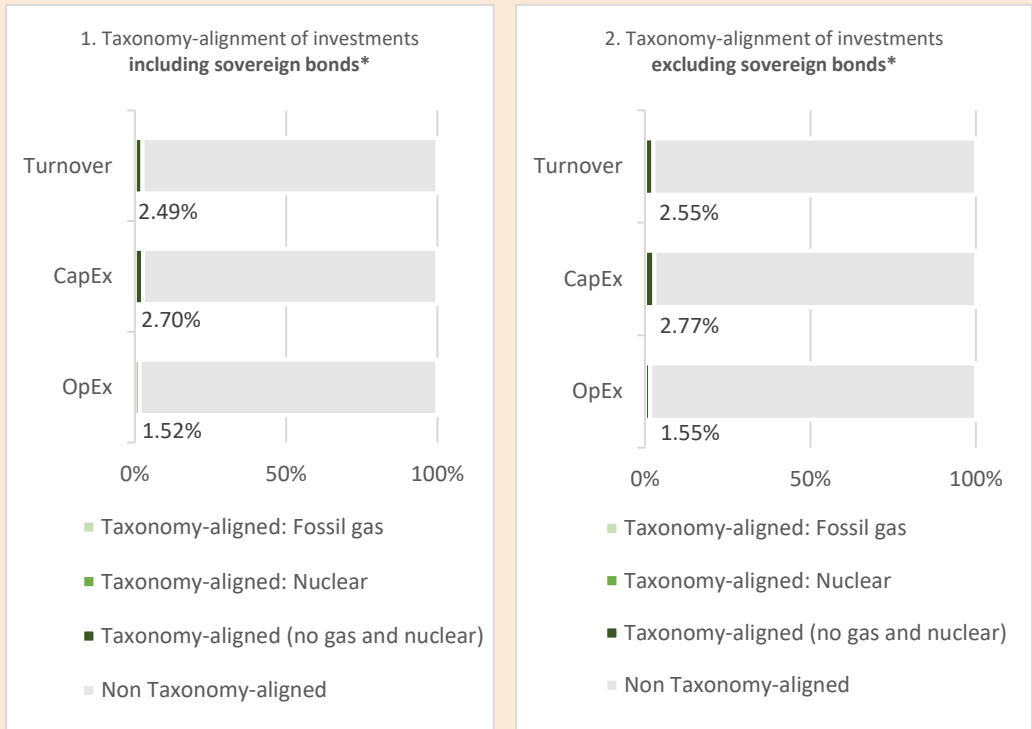 1. Taxonomy-alignment of investments
including sovereign bonds*
Turnover
2.49%
CapEx
2.70%
OpEx
1.52%
0% 50% 100%
Taxonomy-aligned: Fossil gas
Taxonomy-aligned: Nuclear
Taxonomy-aligned (no gas and nuclear)
Non Taxonomy-aligned
2. Taxonomy-alignment of investments
excluding sovereign bonds*
Turnover
2.55%
CapEx
2.77%
OpEx
1.55%
0% 50% 100%
Taxonomy-aligned: Fossil gas
Taxonomy-aligned: Nuclear
Taxonomy-aligned (no gas and nuclear)
Non Taxonomy-aligned